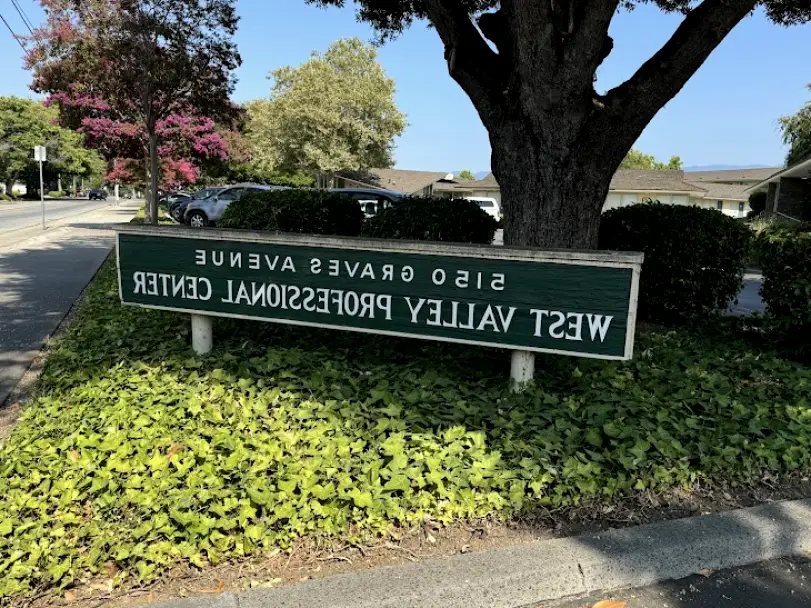 5150 GRAVES AVENUE
WEST VALLEY PROFESSIONAL CENTER